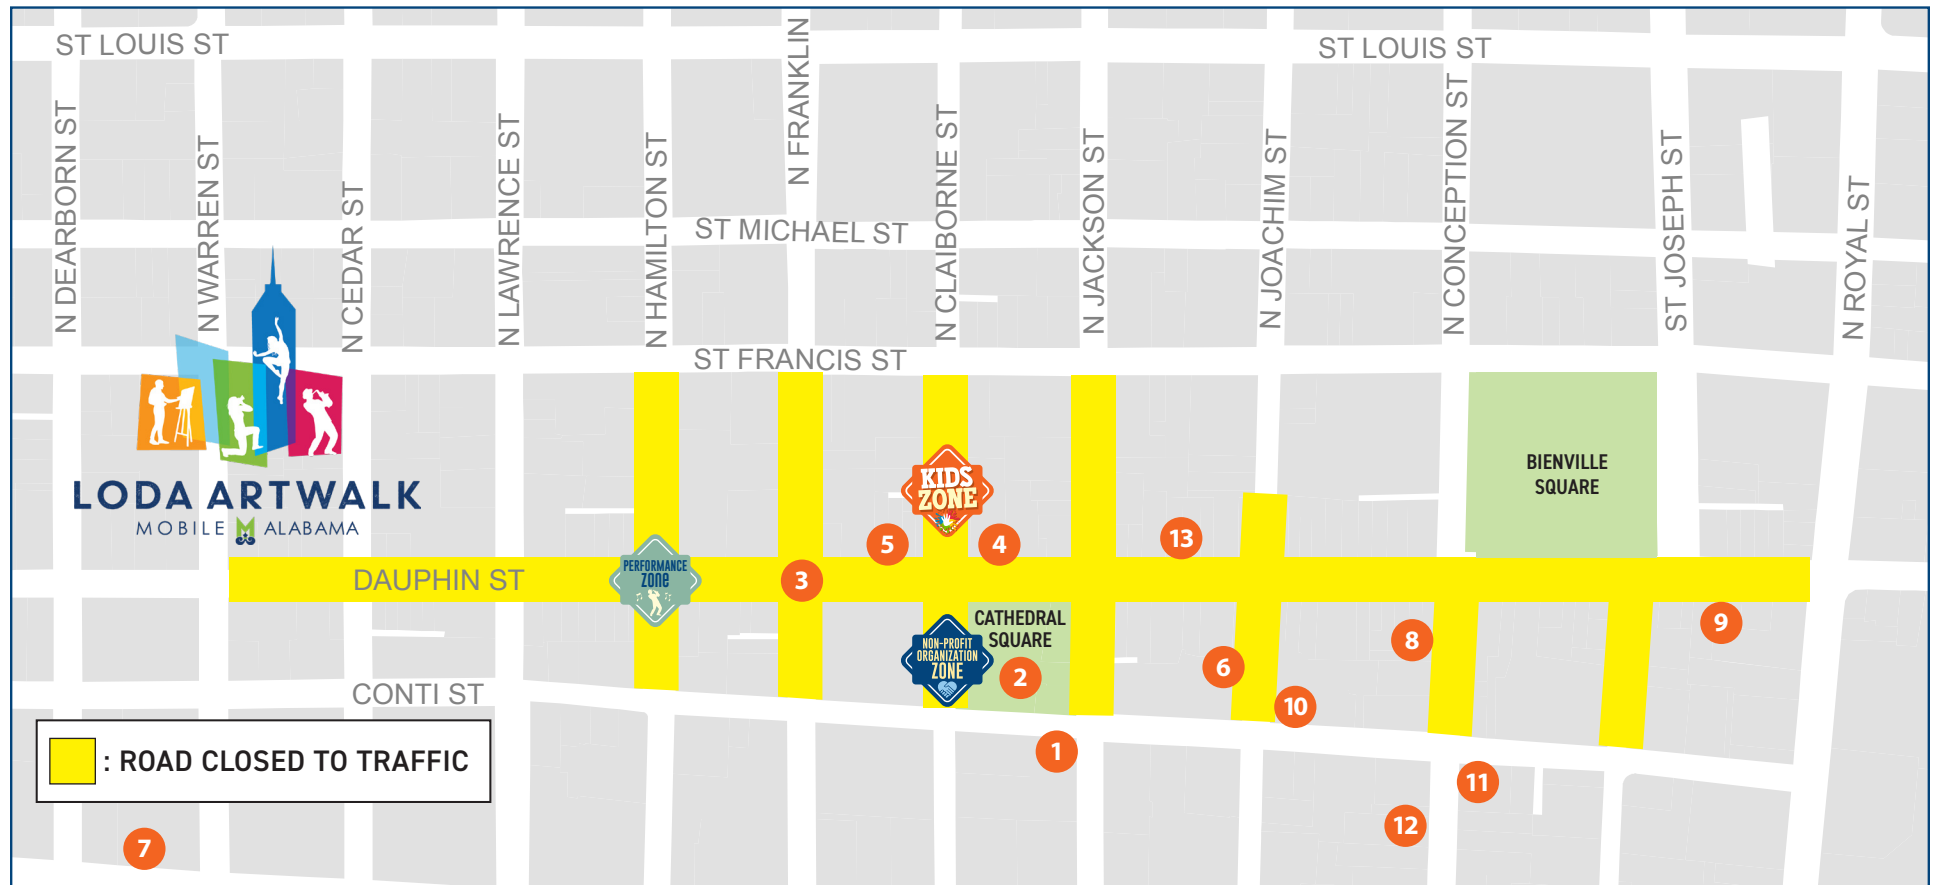 ST LOUIS ST
ST LOUIS ST
N DEARBORN ST
N WARREN ST
N CEDAR ST
N LAWRENCE ST
N HAMILTON ST
N FRANKLIN
N CLAIBORNE ST
N JACKSON ST
N JOACHIM ST
N CONCEPTION ST
ST JOSEPH ST
N ROYAL ST
ST MICHAEL ST
ST FRANCIS ST
LODA ARTWALK
MOBILE ALABAMA
KIDS
ZONE
BIENVILLE
SQUARE
5
4
13
DAUPHIN ST
PERFORMANCE
ZONE
3
CATHEDRAL
SQUARE
NON-PROFIT
ORGANIZATION
ZONE
2
6
8
9
10
CONTI ST
: ROAD CLOSED TO TRAFFIC
1
11
12
7